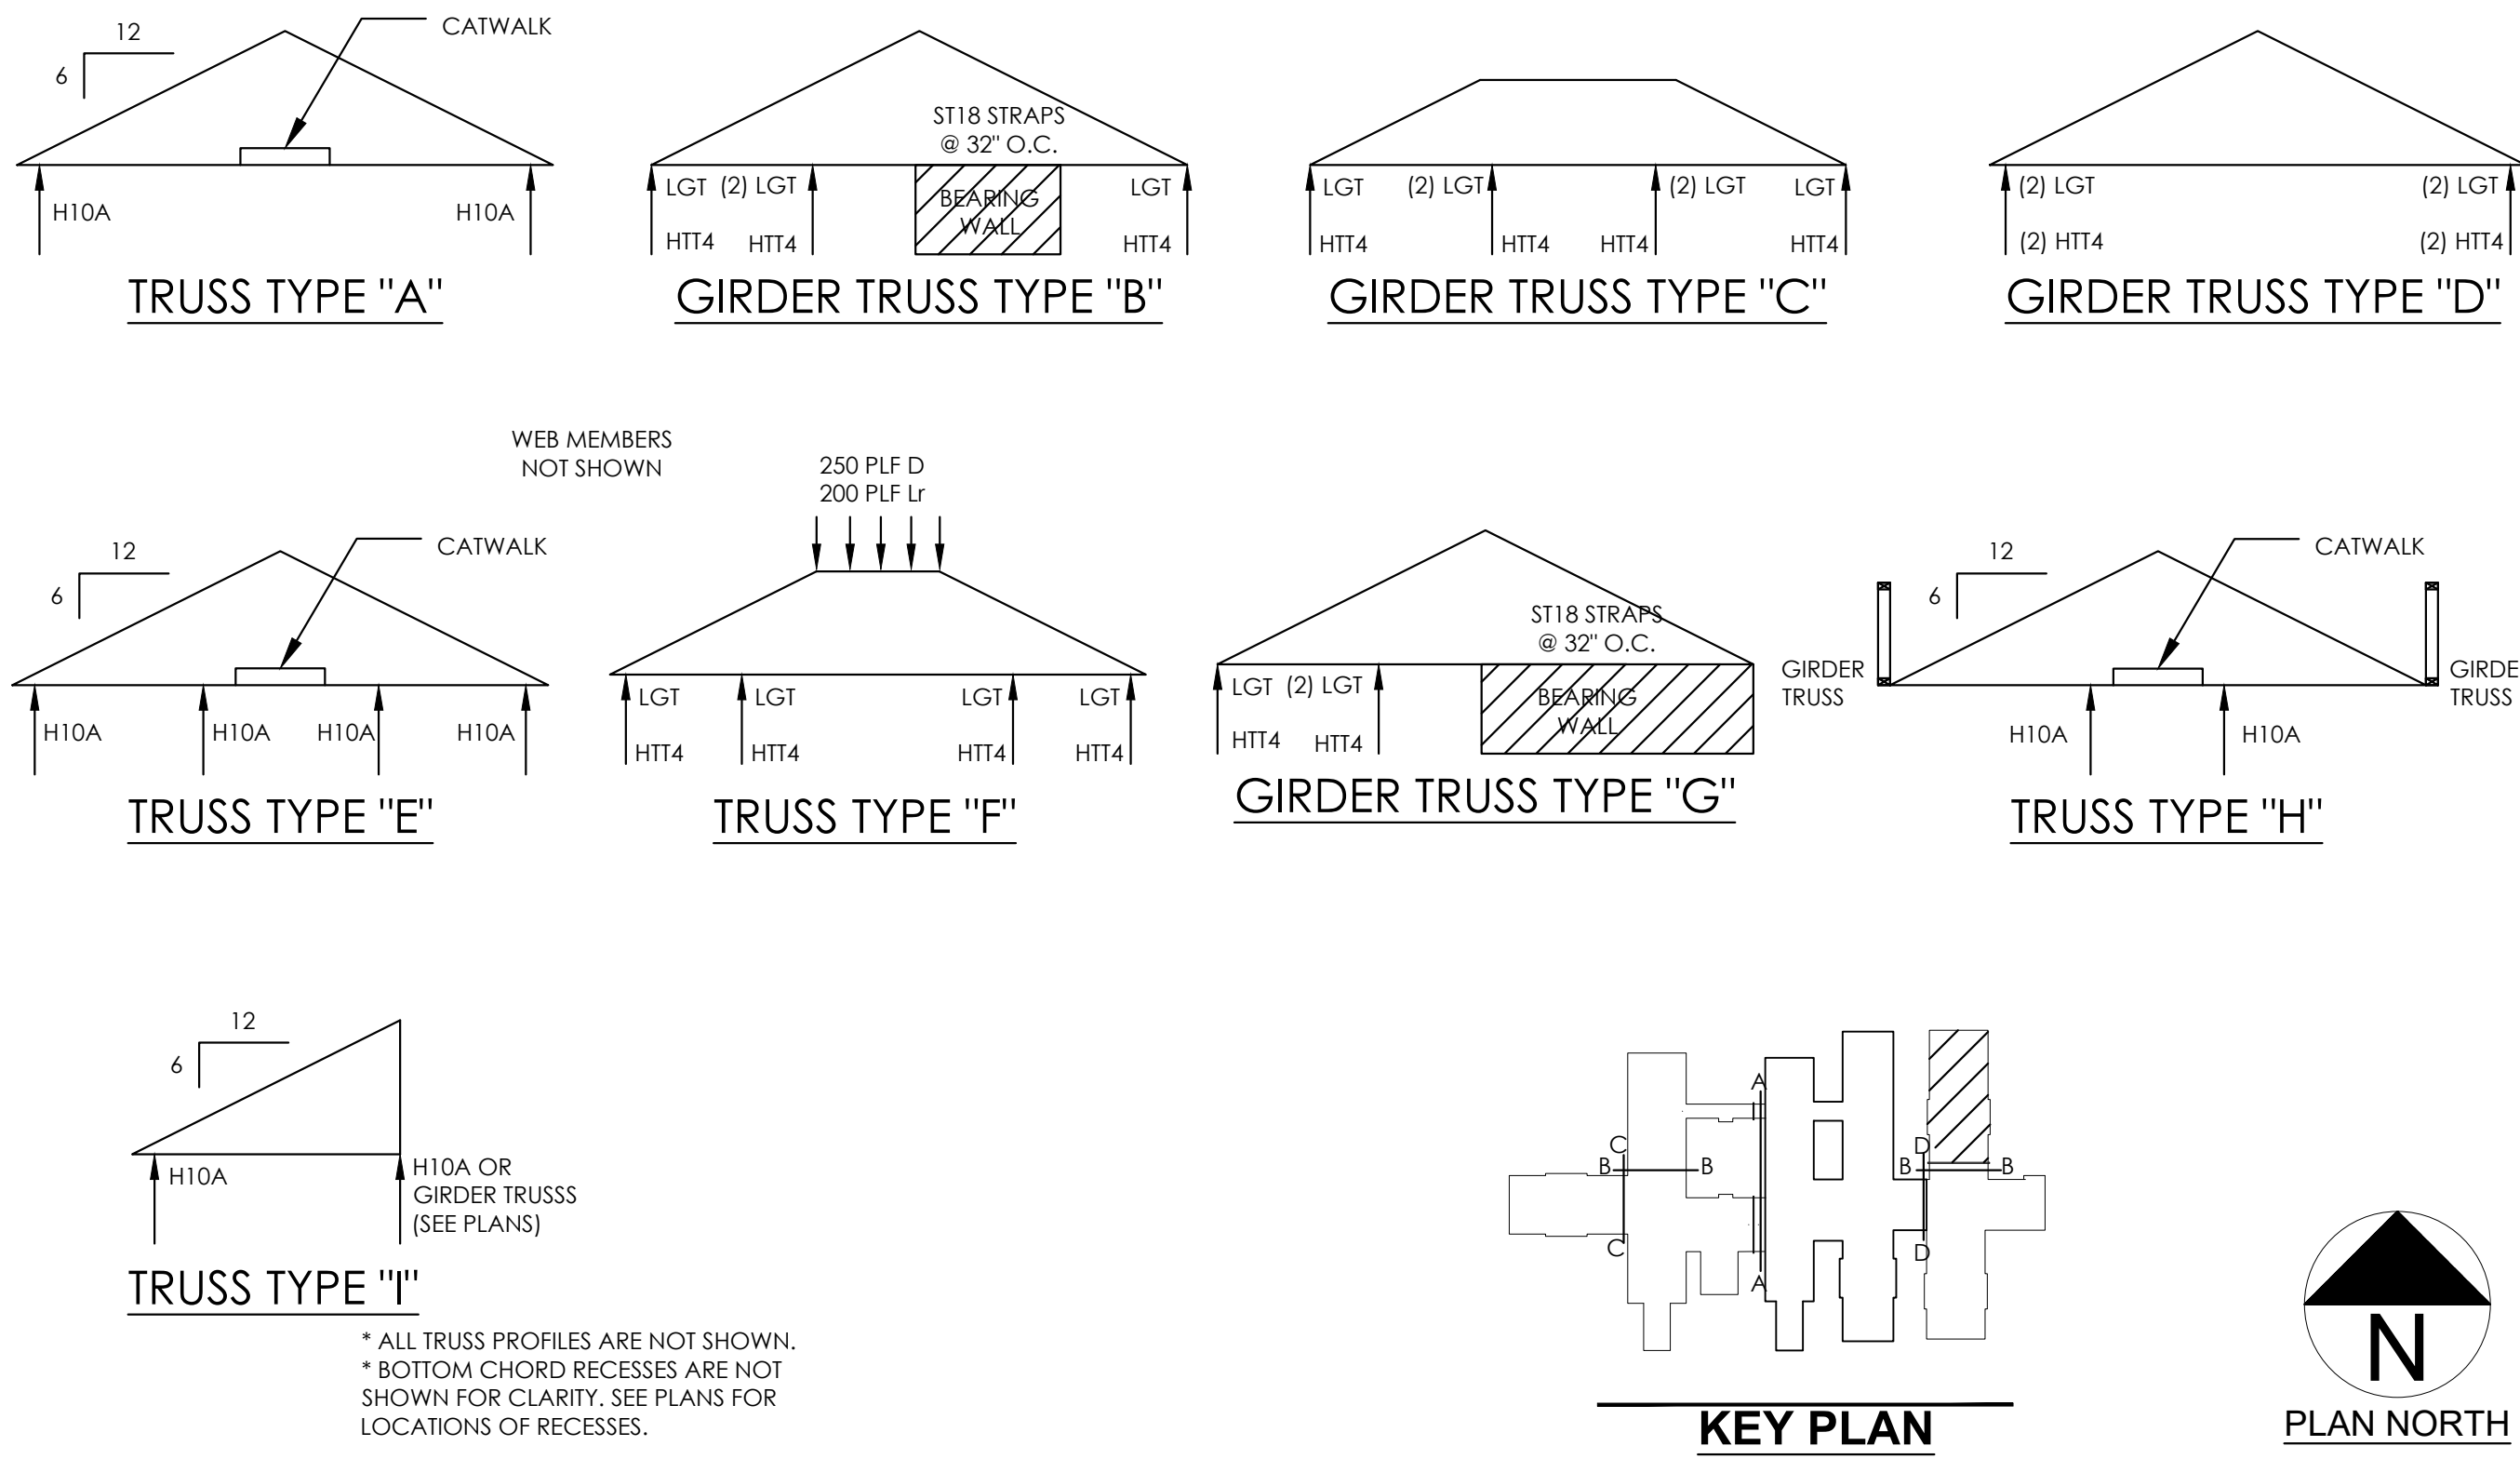 12
6
CATWALK
H10A
H10A
TRUSS TYPE "A"
ST18 STRAPS
@ 32" O.C.
BEARING
WALL
LGT
(2) LGT
LGT
HTT4
HTT4
HTT4
GIRDER TRUSS TYPE "B"
LGT
(2) LGT
(2) LGT
LGT
HTT4
HTT4
HTT4
HTT4
GIRDER TRUSS TYPE "C"
(2) LGT
(2) LGT
(2) HTT4
(2) HTT4
GIRDER TRUSS TYPE "D"
WEB MEMBERS
NOT SHOWN
12
6
CATWALK
H10A
H10A
H10A
H10A
TRUSS TYPE "E"
250 PLF D
200 PLF Lr
LGT
LGT
LGT
LGT
HTT4
HTT4
HTT4
HTT4
TRUSS TYPE "F"
ST18 STRAPS
@ 32" O.C.
BEARING
WALL
LGT
(2) LGT
HTT4
HTT4
GIRDER TRUSS TYPE "G"
12
6
CATWALK
GIRDER
TRUSS
GIRDE
TRUSS
H10A
H10A
TRUSS TYPE "H"
12
6
H10A
H10A OR
GIRDER TRUSSS
(SEE PLANS)
TRUSS TYPE "I"
* ALL TRUSS PROFILES ARE NOT SHOWN.
* BOTTOM CHORD RECESSES ARE NOT
SHOWN FOR CLARITY. SEE PLANS FOR
LOCATIONS OF RECESSES.
A
C
D
B
B
B
B
C
D
A
KEY PLAN
N
PLAN NORTH